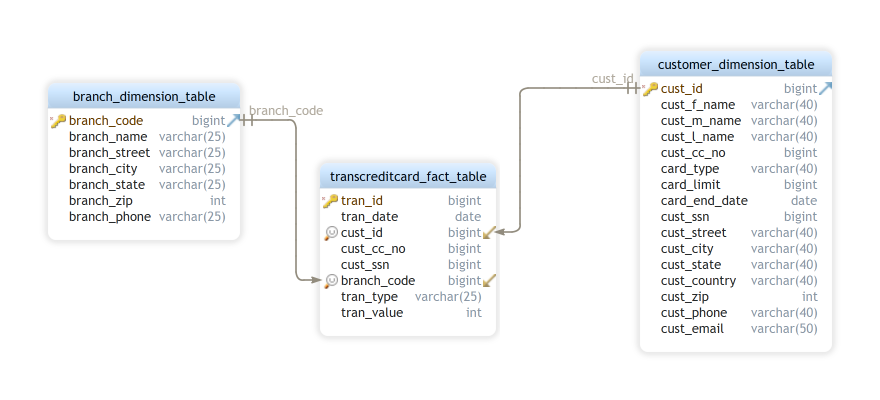 branch_dimension_table
branch_code bigint
branch_name varchar(25)
branch_street varchar(25)
branch_city varchar(25)
branch_state varchar(25)
branch_zip int
branch_phone varchar(25)
branch_code
transcreditcard_fact_table
tran_id bigint
tran_date date
cust_id bigint
cust_cc_no bigint
cust_ssn bigint
branch_code bigint
tran_type varchar(25)
tran_value int
cust_id
customer_dimension_table
cust_id bigint
cust_f_name varchar(40)
cust_m_name varchar(40)
cust_l_name varchar(40)
cust_cc_no bigint
card_type varchar(40)
card_limit bigint
card_end_date date
cust_ssn bigint
cust_street varchar(40)
cust_city varchar(40)
cust_state varchar(40)
cust_country varchar(40)
cust_zip int
cust_phone varchar(40)
cust_email varchar(50)